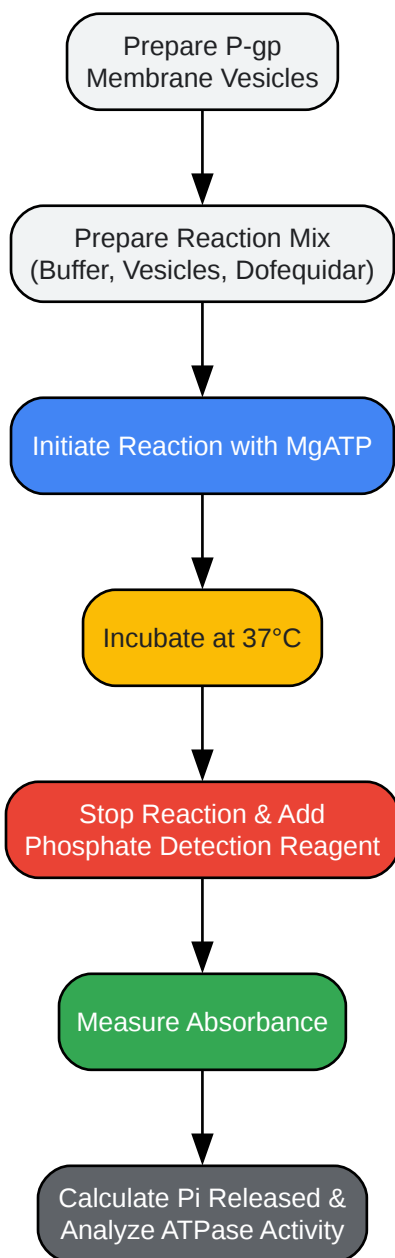 Prepare P-gp
Membrane Vesicles
Prepare Reaction Mix
(Buffer, Vesicles, Dofequidar)
Initiate Reaction with MgATP
Incubate at 37°C
Stop Reaction & Add
Phosphate Detection Reagent
Measure Absorbance
Calculate Pi Released &
Analyze ATPase Activity